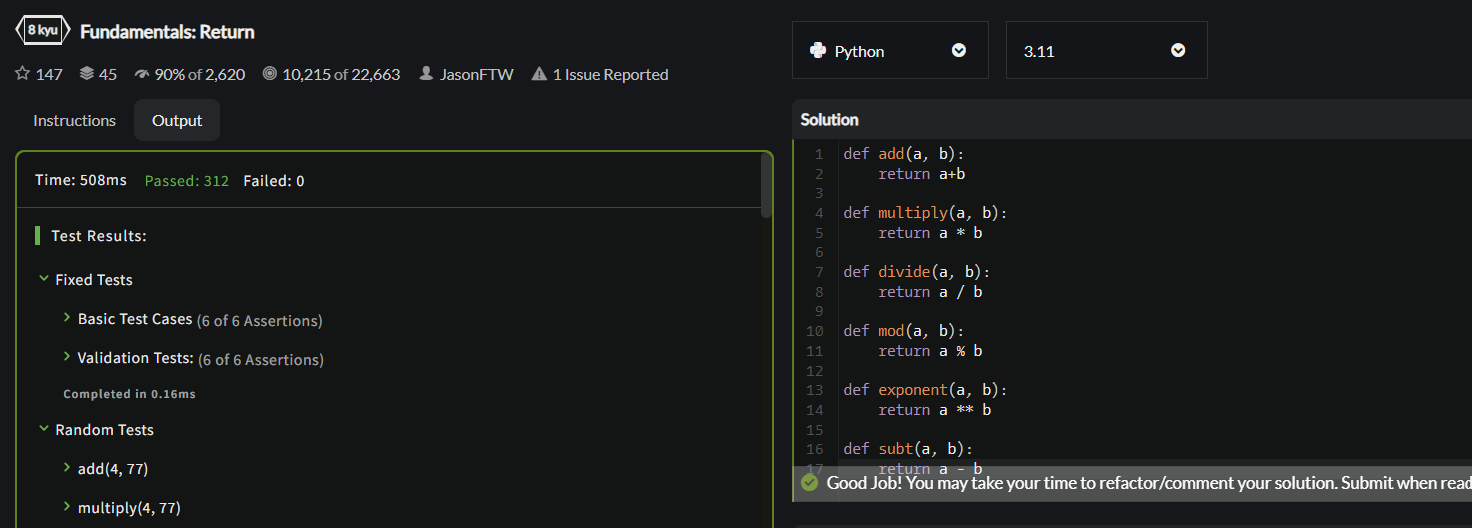 8 kyu Fundamentals: Return
147 45 90% of 2,620 10,215 of 22,663 JasonFTW 1 Issue Reported
Instructions Output
Time: 508ms Passed: 312 Failed: 0
Test Results:
Fixed Tests
Basic Test Cases (6 of 6 Assertions)
Validation Tests: (6 of 6 Assertions)
Completed in 0.16ms
Random Tests
add(4, 77)
multiply(4, 77)
Python 3.11
Solution
1 def add(a, b):
2     return a+b
3
4 def multiply(a, b):
5     return a * b
6
7 def divide(a, b):
8     return a / b
9
10 def mod(a, b):
11     return a % b
12
13 def exponent(a, b):
14     return a ** b
15
16 def subt(a, b):
17     return a - b
Good Job! You may take your time to refactor/comment your solution. Submit when read